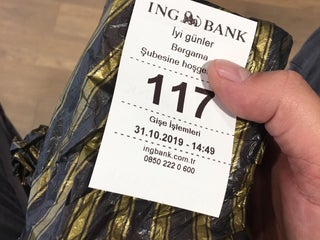 ING BANK
İyi günler
Bergama
Şubesine
117
Gişe İşlemleri
31.10.2019 - 14:49
ingbank.com.tr
0850 222 0 600